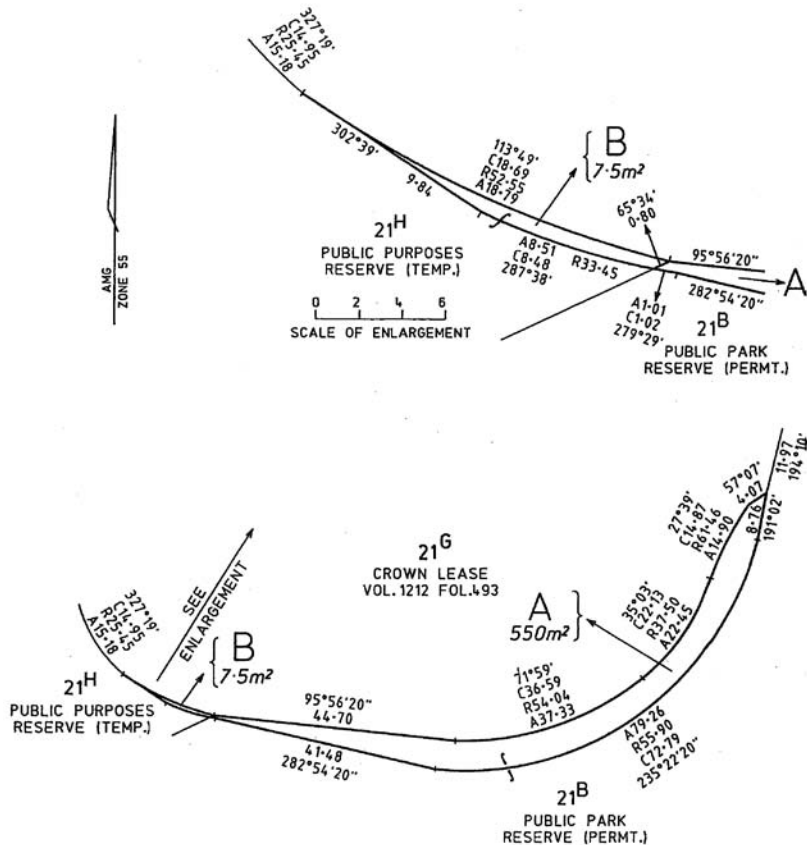 327°19'
C14·95
R25·45
A15·18
302°39'
9·84
113°49'
C18·69
R52·55
A18·79
B
7·5m²
65°34'
0·80
95°56'20"
A
282°54'20"
AMG
ZONE 55
21ᴴ
PUBLIC PURPOSES
RESERVE (TEMP.)
A8·51
C8·48
287°38'
R33·45
0 2 4 6
SCALE OF ENLARGEMENT
A1·01
C1·02
279°29'
21ᴮ
PUBLIC PARK
RESERVE (PERMT.)
11·97
194°10'
57°07'
4·07
8·76
191°02'
27°39'
C14·87
R61·46
A14·90
21ᴳ
CROWN LEASE
VOL. 1212 FOL. 493
SEE
ENLARGEMENT
327°19'
C14·95
R25·45
A15·18
35°03'
C22·13
R37·50
A22·45
A
550m²
B
7·5m²
21ᴴ
PUBLIC PURPOSES
RESERVE (TEMP.)
95°56'20"
44·70
71°59'
C36·59
R54·04
A37·33
41·48
282°54'20"
A79·26
R55·90
C72·79
235°22'20"
21ᴮ
PUBLIC PARK
RESERVE (PERMT.)